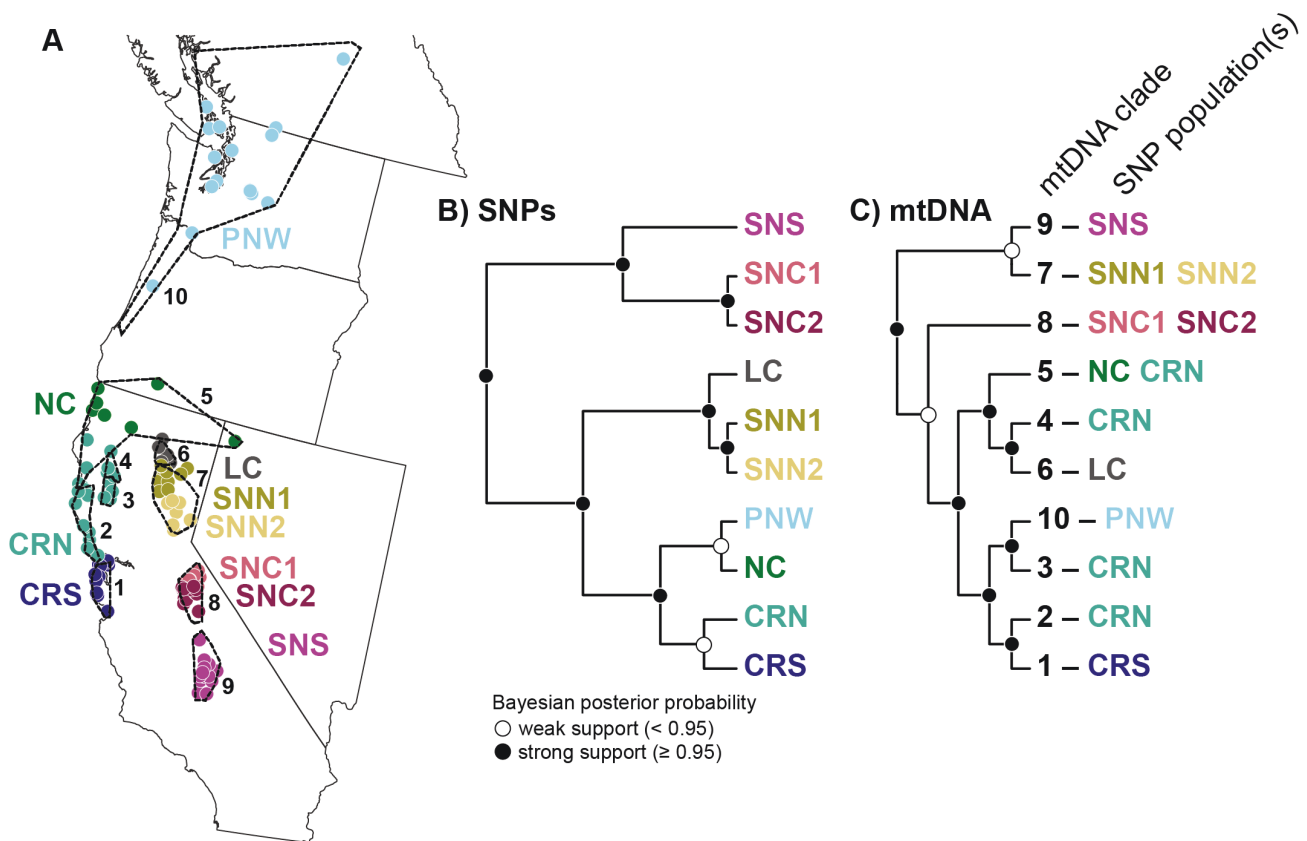 A
PNW
10
NC
5
4
6
LC
7
3
SNN1
SNN2
CRN
2
SNC1
CRS
1
SNC2
8
SNS
9
B) SNPs
SNS
SNC1
SNC2
LC
SNN1
SNN2
PNW
NC
CRN
CRS
Bayesian posterior probability
weak support (< 0.95)
strong support (≥ 0.95)
C) mtDNA
mtDNA clade
SNP population(s)
9 – SNS
7 – SNN1 SNN2
8 – SNC1 SNC2
5 – NC CRN
4 – CRN
6 – LC
10 – PNW
3 – CRN
2 – CRN
1 – CRS